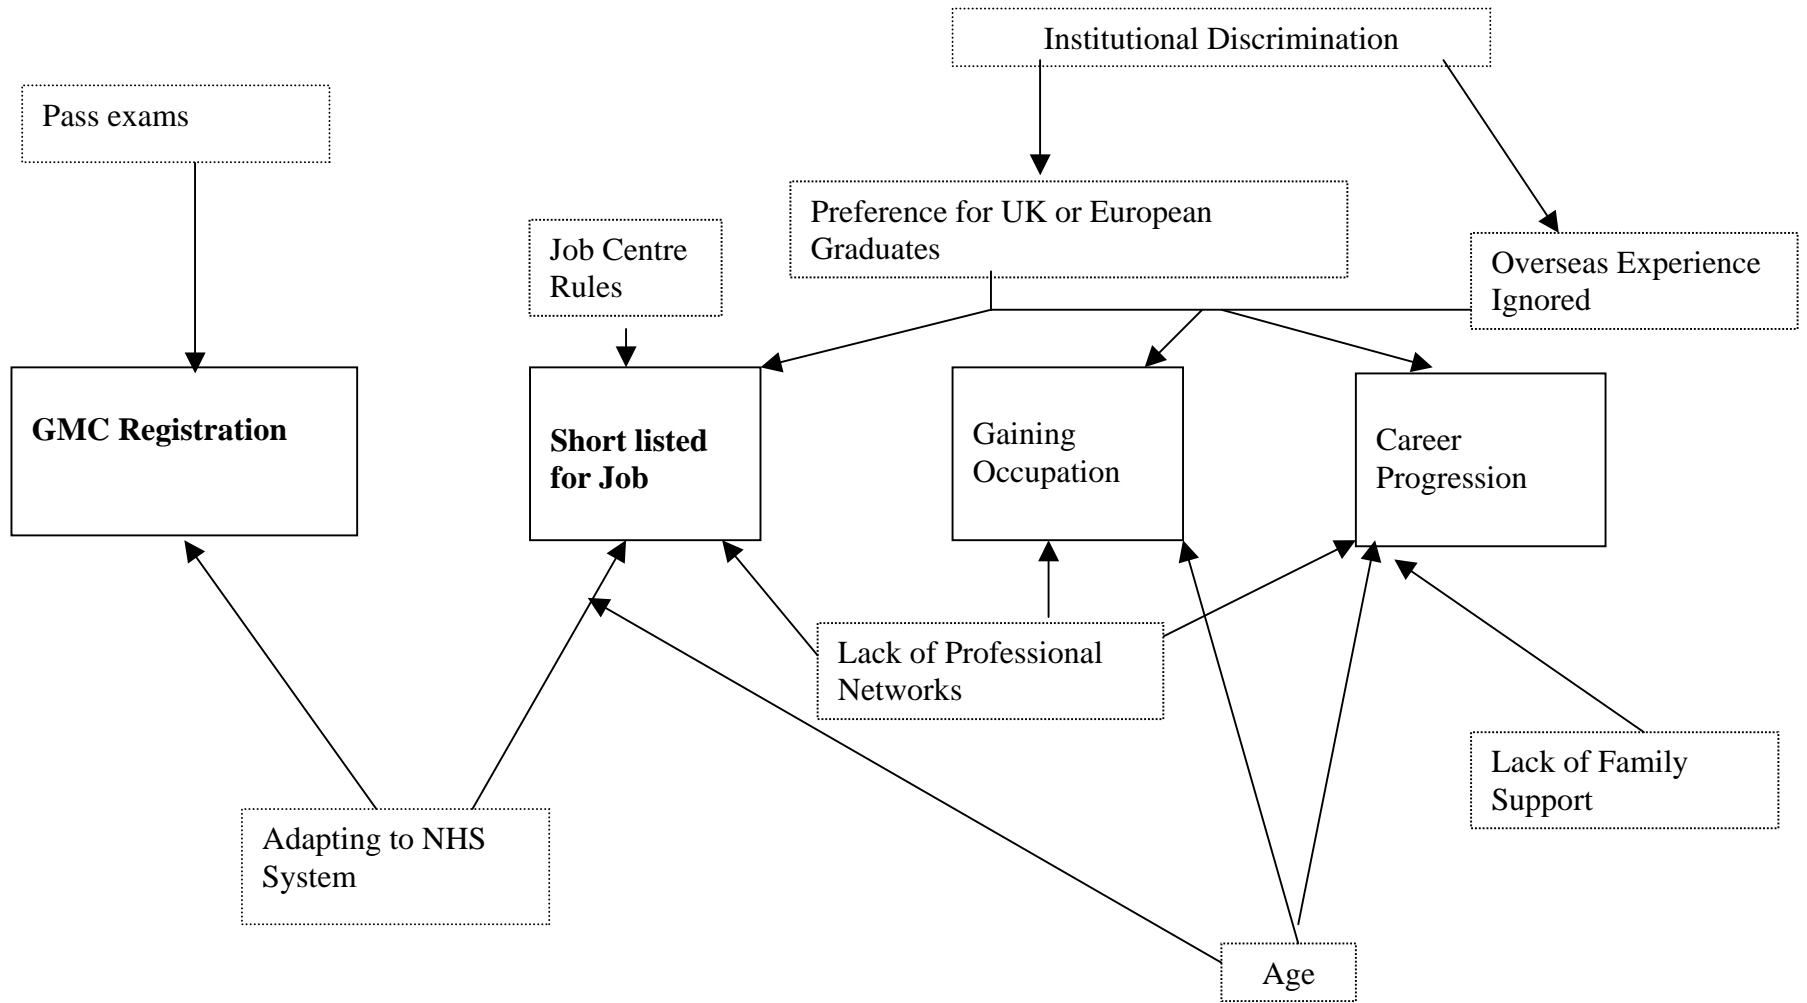 Institutional Discrimination
Pass exams
Preference for UK or European
Graduates
Job Centre
Rules
Overseas Experience
Ignored
GMC Registration
Short listed
for Job
Gaining
Occupation
Career
Progression
Lack of Professional
Networks
Lack of Family
Support
Adapting to NHS
System
Age